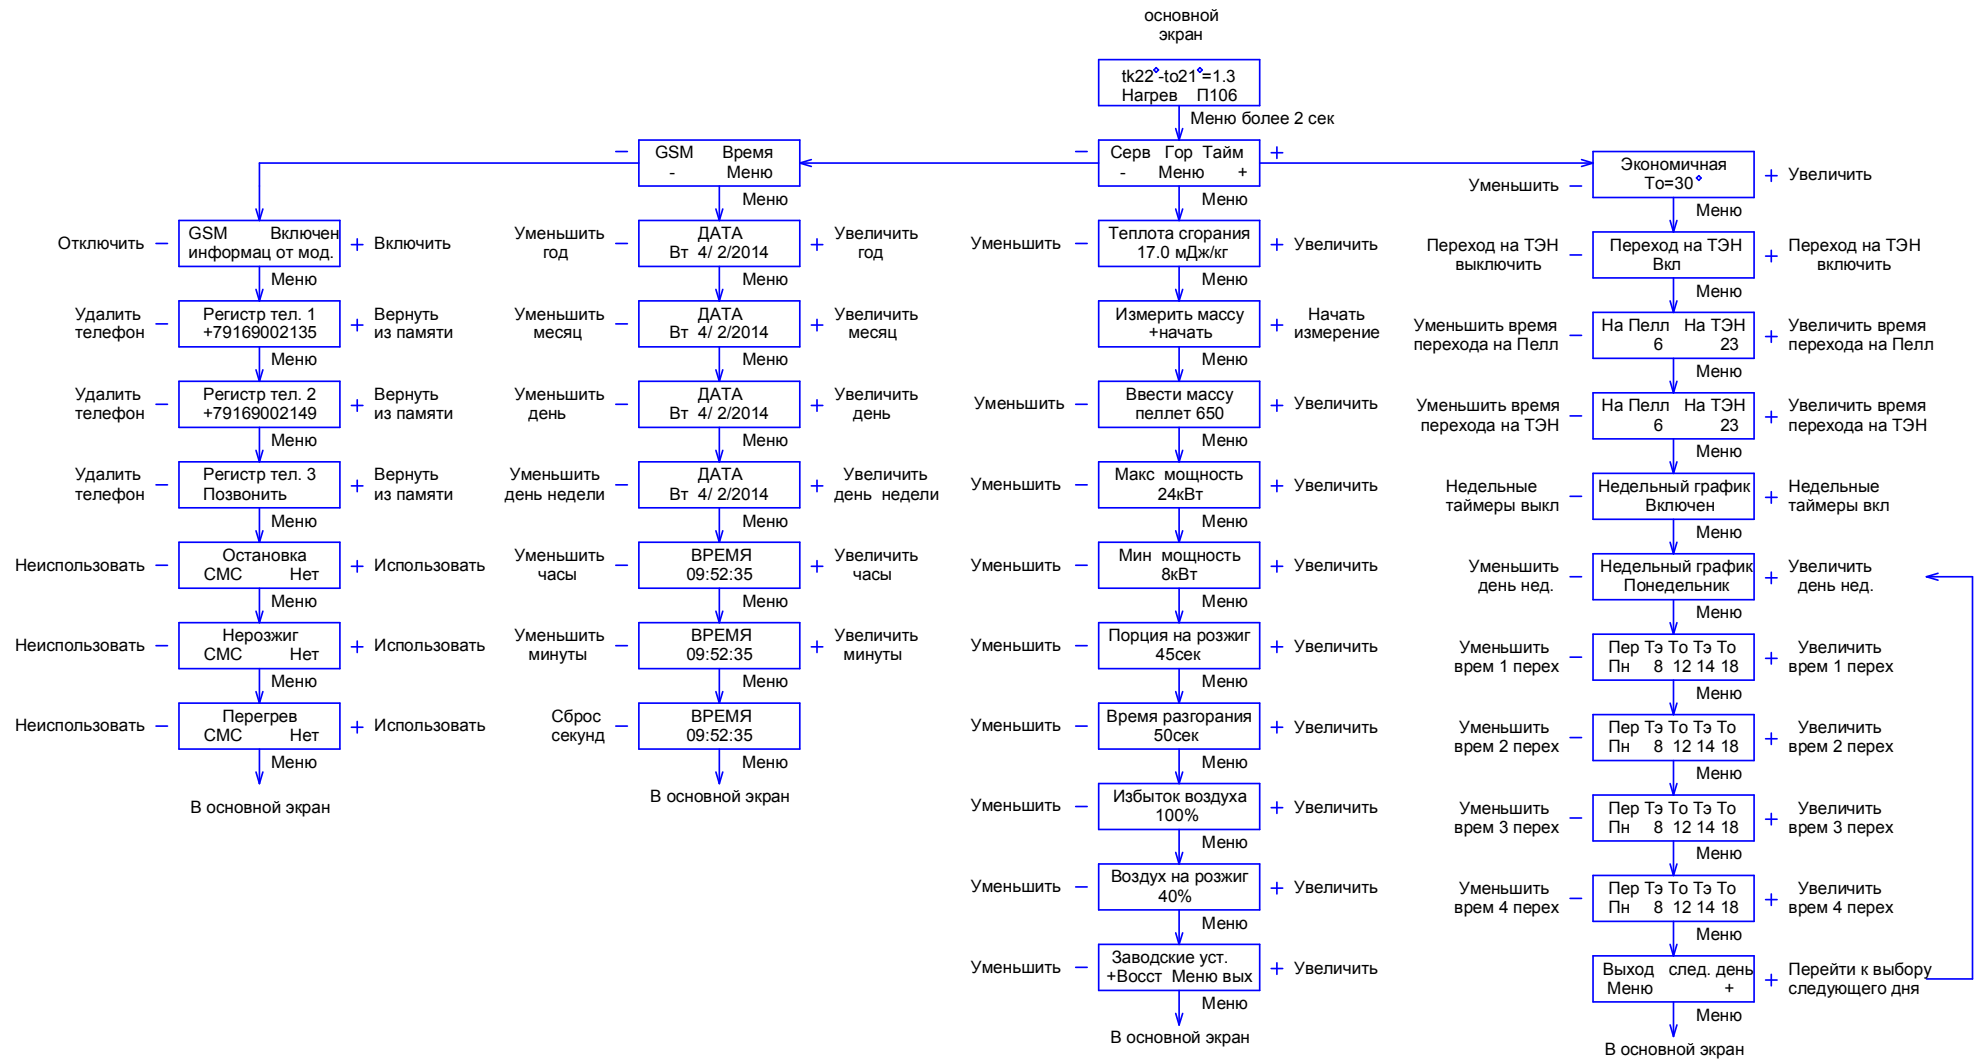 основной
экран
tk22°-to21°=1.3
Нагрев П106
Меню более 2 сек
Серв Гор Тайм
- Меню +
−
+
GSM Время
- Меню
−
Меню
GSM Включен
информац от мод.
Отключить −
+ Включить
Меню
Регистр тел. 1
+79169002135
Удалить −
телефон
+ Вернуть
из памяти
Меню
Регистр тел. 2
+79169002149
Удалить −
телефон
+ Вернуть
из памяти
Меню
Регистр тел. 3
Позвонить
Удалить −
телефон
+ Вернуть
из памяти
Меню
Остановка
СМС Нет
Неиспользовать −
+ Использовать
Меню
Нерозжиг
СМС Нет
Неиспользовать −
+ Использовать
Меню
Перегрев
СМС Нет
Неиспользовать −
+ Использовать
Меню
В основной экран
Уменьшить −
год
ДАТА
Вт 4/ 2/2014
+ Увеличить
год
Меню
Уменьшить −
месяц
ДАТА
Вт 4/ 2/2014
+ Увеличить
месяц
Меню
Уменьшить −
день
ДАТА
Вт 4/ 2/2014
+ Увеличить
день
Меню
Уменьшить −
день недели
ДАТА
Вт 4/ 2/2014
+ Увеличить
день недели
Меню
Уменьшить −
часы
ВРЕМЯ
09:52:35
+ Увеличить
часы
Меню
Уменьшить −
минуты
ВРЕМЯ
09:52:35
+ Увеличить
минуты
Меню
Сброс −
секунд
ВРЕМЯ
09:52:35
Меню
В основной экран
Меню
Уменьшить −
Теплота сгорания
17.0 мДж/кг
+ Увеличить
Меню
Измерить массу
+начать
+ Начать
измерение
Меню
Уменьшить −
Ввести массу
пеллет 650
+ Увеличить
Меню
Уменьшить −
Макс мощность
24кВт
+ Увеличить
Меню
Уменьшить −
Мин мощность
8кВт
+ Увеличить
Меню
Уменьшить −
Порция на розжиг
45сек
+ Увеличить
Меню
Уменьшить −
Время разгорания
50сек
+ Увеличить
Меню
Уменьшить −
Избыток воздуха
100%
+ Увеличить
Меню
Уменьшить −
Воздух на розжиг
40%
+ Увеличить
Меню
Уменьшить −
Заводские уст.
+Восст Меню вых
+ Увеличить
Меню
В основной экран
Уменьшить −
Экономичная
То=30°
+ Увеличить
Меню
Переход на ТЭН −
выключить
Переход на ТЭН
Вкл
+ Переход на ТЭН
включить
Меню
Уменьшить время −
перехода на Пелл
На Пелл На ТЭН
6 23
+ Увеличить время
перехода на Пелл
Меню
Уменьшить время −
перехода на ТЭН
На Пелл На ТЭН
6 23
+ Увеличить время
перехода на ТЭН
Меню
Недельные −
таймеры выкл
Недельный график
Включен
+ Недельные
таймеры вкл
Меню
Уменьшить −
день нед.
Недельный график
Понедельник
+ Увеличить
день нед.
Меню
Уменьшить −
врем 1 перех
Пер Тэ То Тэ То
Пн 8 12 14 18
+ Увеличить
врем 1 перех
Меню
Уменьшить −
врем 2 перех
Пер Тэ То Тэ То
Пн 8 12 14 18
+ Увеличить
врем 2 перех
Меню
Уменьшить −
врем 3 перех
Пер Тэ То Тэ То
Пн 8 12 14 18
+ Увеличить
врем 3 перех
Меню
Уменьшить −
врем 4 перех
Пер Тэ То Тэ То
Пн 8 12 14 18
+ Увеличить
врем 4 перех
Меню
Выход след. день
Меню +
+ Перейти к выбору
следующего дня
Меню
В основной экран